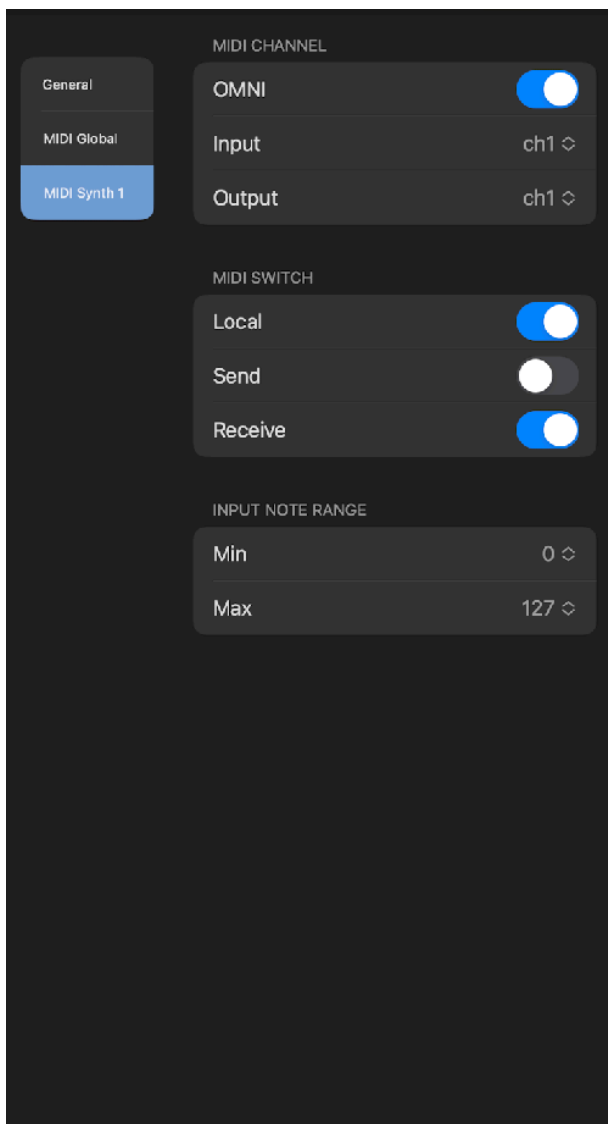 General
MIDI Global
MIDI Synth 1
MIDI CHANNEL
OMNI
Input ch1
Output ch1
MIDI SWITCH
Local
Send
Receive
INPUT NOTE RANGE
Min 0
Max 127